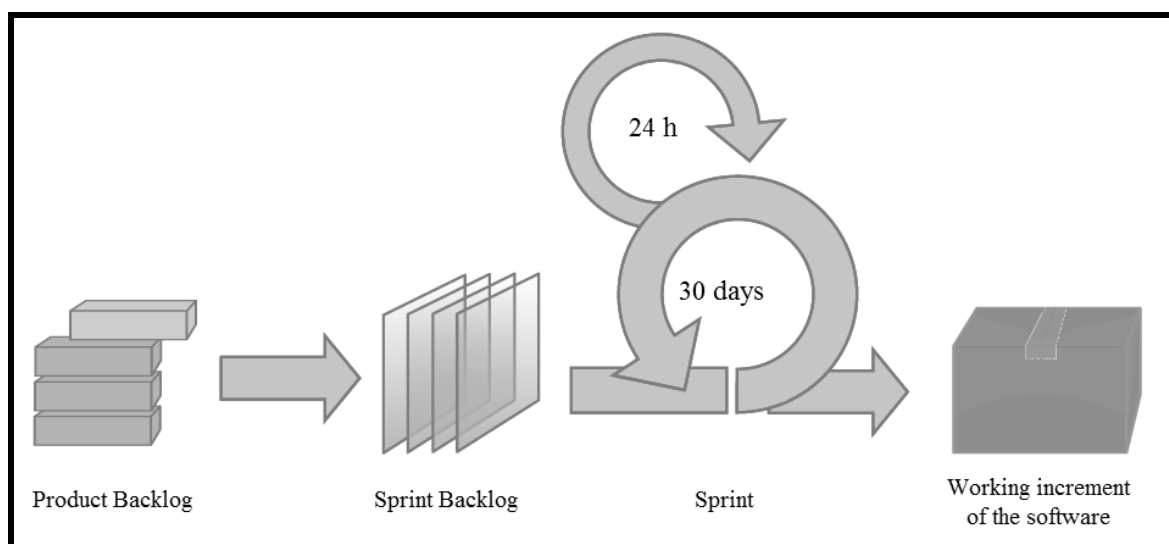 24 h
30 days
Product Backlog
Sprint Backlog
Sprint
Working increment
of the software